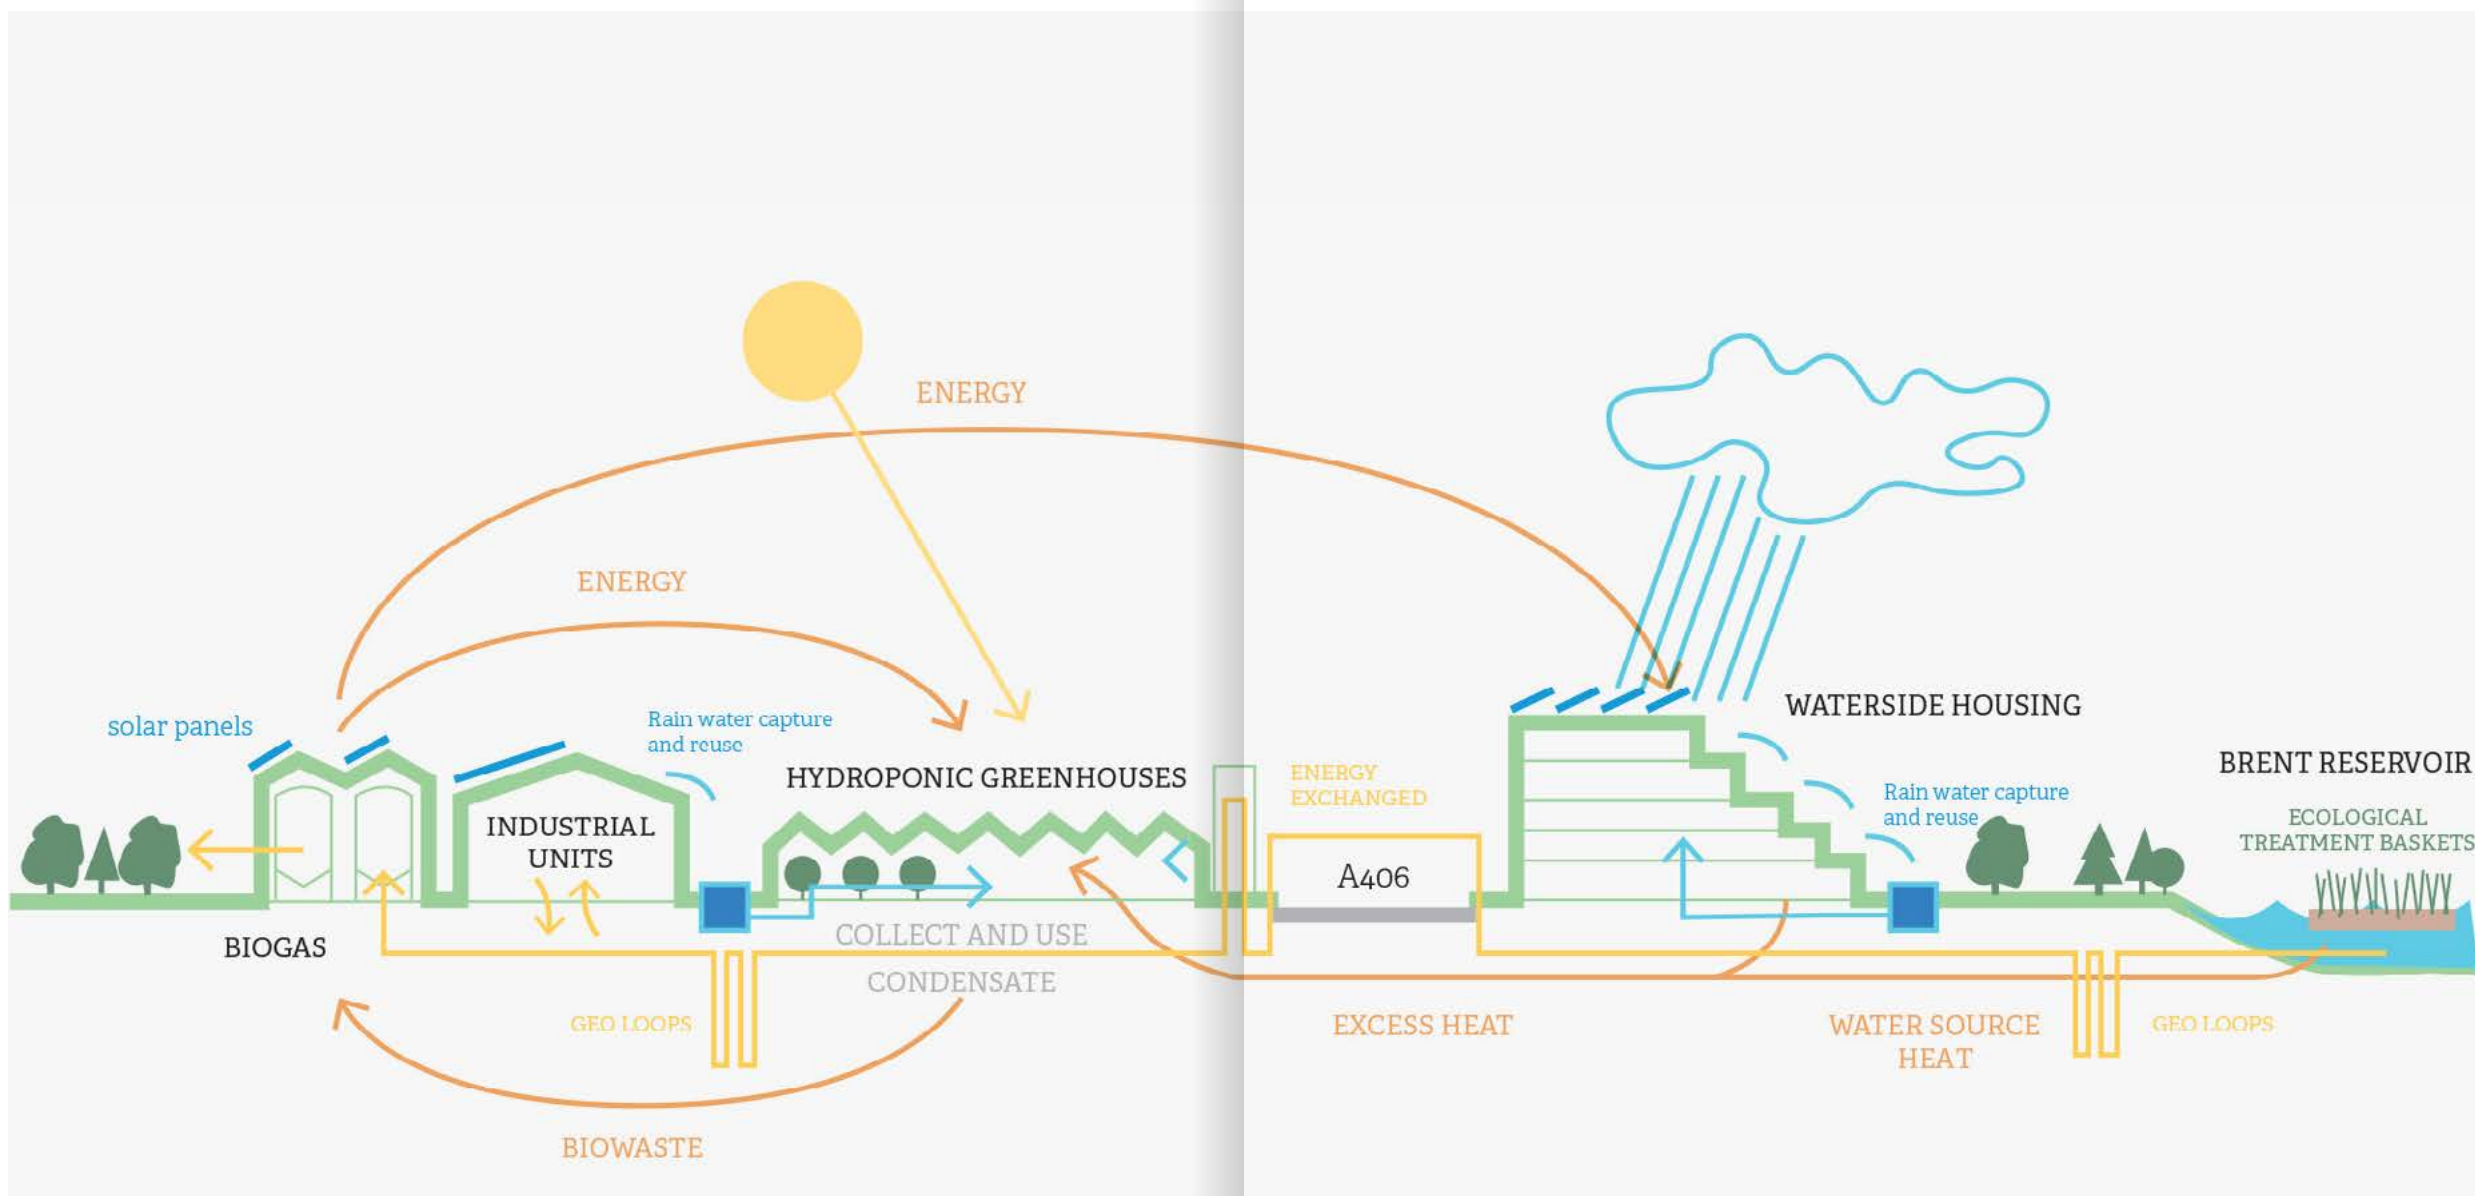 ENERGY
ENERGY
solar panels
Rain water capture
and reuse
HYDROPONIC GREENHOUSES
INDUSTRIAL
UNITS
BIOGAS
COLLECT AND USE
CONDENSATE
GEO LOOPS
BIOWASTE
ENERGY
EXCHANGED
A406
WATERSIDE HOUSING
Rain water capture
and reuse
BRENT RESERVOIR
ECOLOGICAL
TREATMENT BASKETS
EXCESS HEAT
WATER SOURCE
HEAT
GEO LOOPS